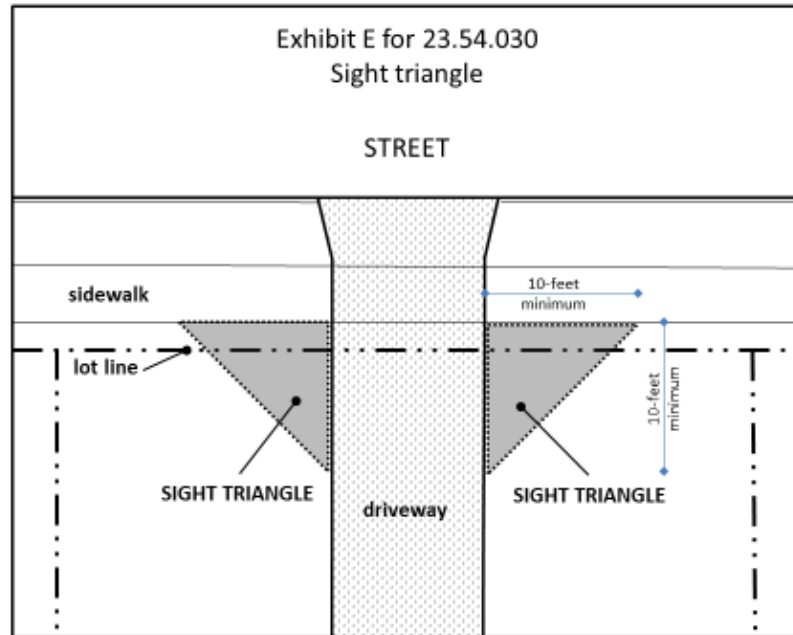 Exhibit E for 23.54.030
Sight triangle
STREET
sidewalk
10-feet
minimum
lot line
10-feet
minimum
SIGHT TRIANGLE
SIGHT TRIANGLE
driveway